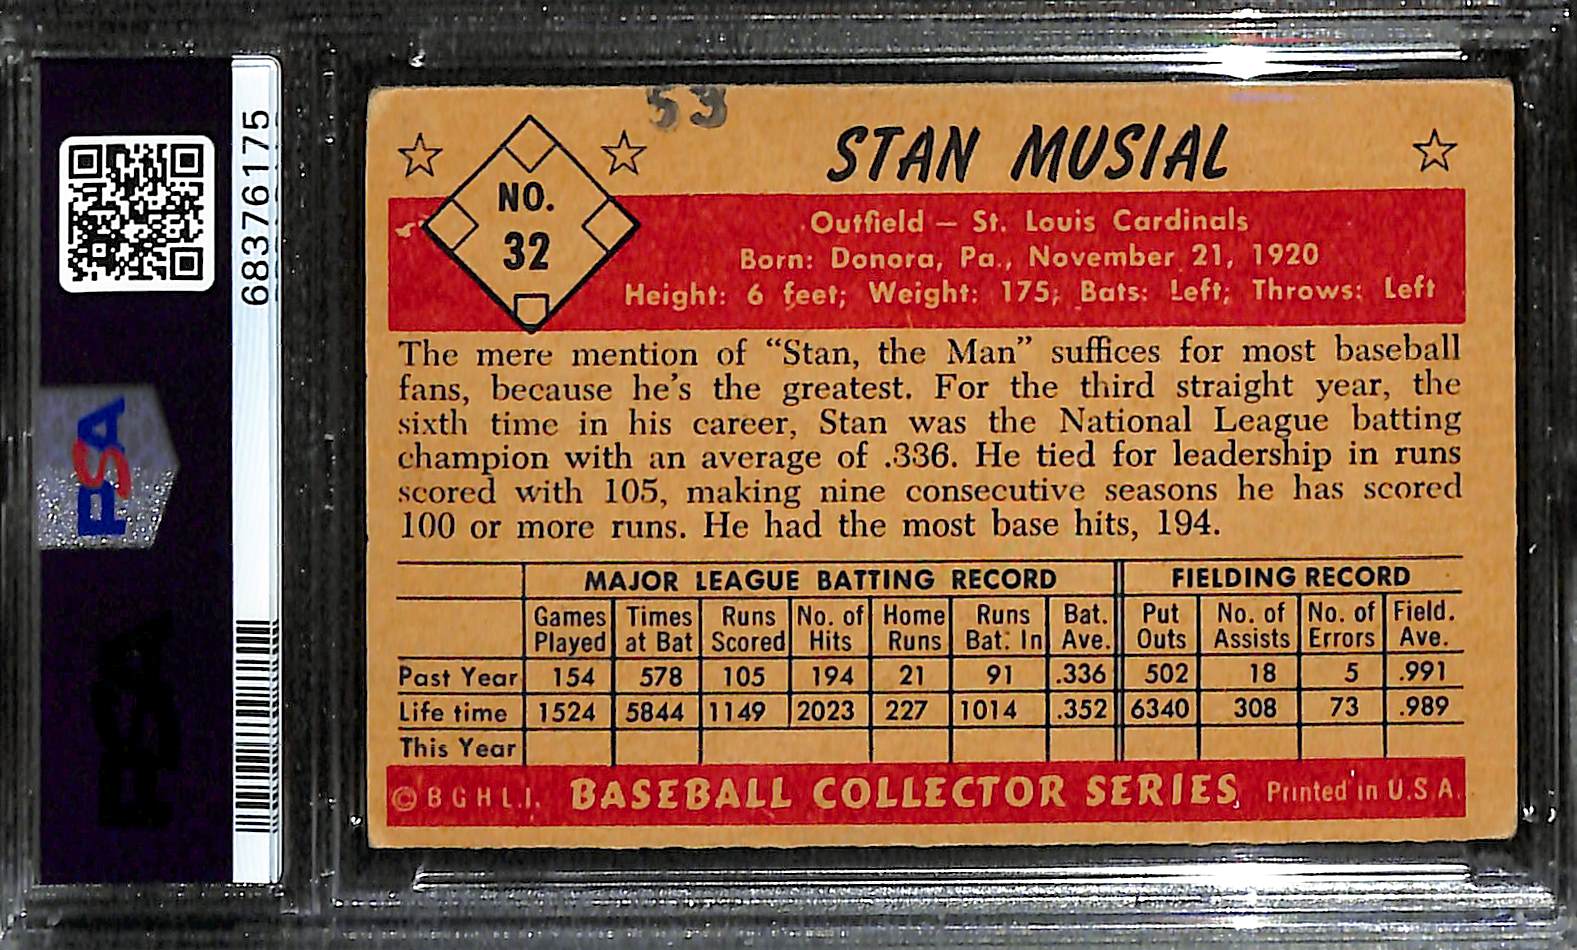 68376175
PSA
53
STAN MUSIAL
NO.
32
Outfield — St. Louis Cardinals
Born: Donora, Pa., November 21, 1920
Height: 6 feet; Weight: 175; Bats: Left; Throws: Left
The mere mention of “Stan, the Man” suffices for most baseball
fans, because he’s the greatest. For the third straight year, the
sixth time in his career, Stan was the National League batting
champion with an average of .336. He tied for leadership in runs
scored with 105, making nine consecutive seasons he has scored
100 or more runs. He had the most base hits, 194.
MAJOR LEAGUE BATTING RECORD FIELDING RECORD
Games Times Runs No. of Home Runs Bat. Put No. of No. of Field.
Played at Bat Scored Hits Runs Bat. In Ave. Outs Assists Errors Ave.
Past Year 154 578 105 194 21 91 .336 502 18 5 .991
Life time 1524 5844 1149 2023 227 1014 .352 6340 308 73 .989
This Year
© B G H L.I. BASEBALL COLLECTOR SERIES Printed in U.S.A.
PSA